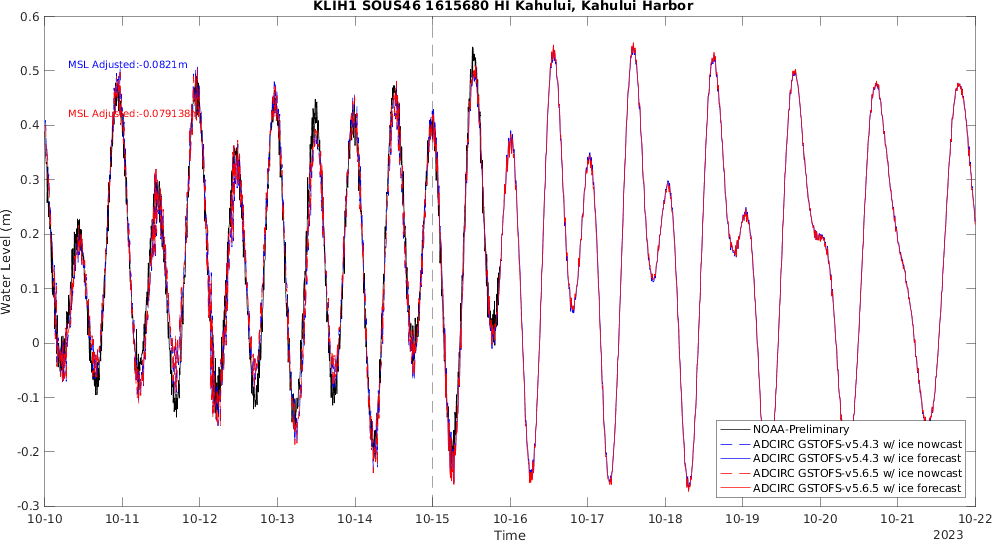 KLIH1 SOUS46 1615680 HI Kahului, Kahului Harbor
0.6
0.5
0.4
0.3
0.2
0.1
0
-0.1
-0.2
-0.3
Water Level (m)
MSL Adjusted:-0.0821m
MSL Adjusted:-0.079138m
NOAA-Preliminary
ADCIRC GSTOFS-v5.4.3 w/ ice nowcast
ADCIRC GSTOFS-v5.4.3 w/ ice forecast
ADCIRC GSTOFS-v5.6.5 w/ ice nowcast
ADCIRC GSTOFS-v5.6.5 w/ ice forecast
10-10 10-11 10-12 10-13 10-14 10-15 10-16 10-17 10-18 10-19 10-20 10-21 10-22
Time
2023